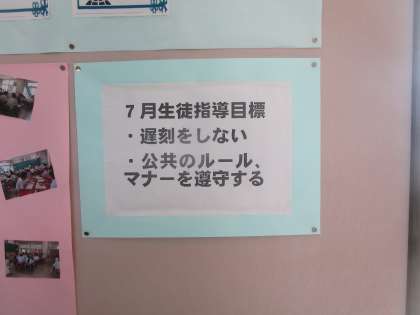 7月生徒指導目標
・遅刻をしない
・公共のルール、
マナーを遵守する